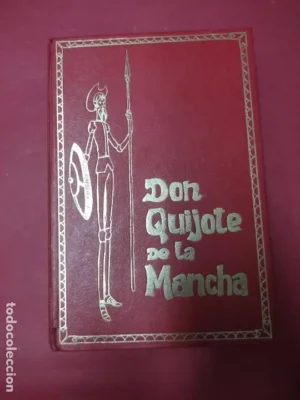 Don
Quijote
DE LA
Mancha
todocoleccion